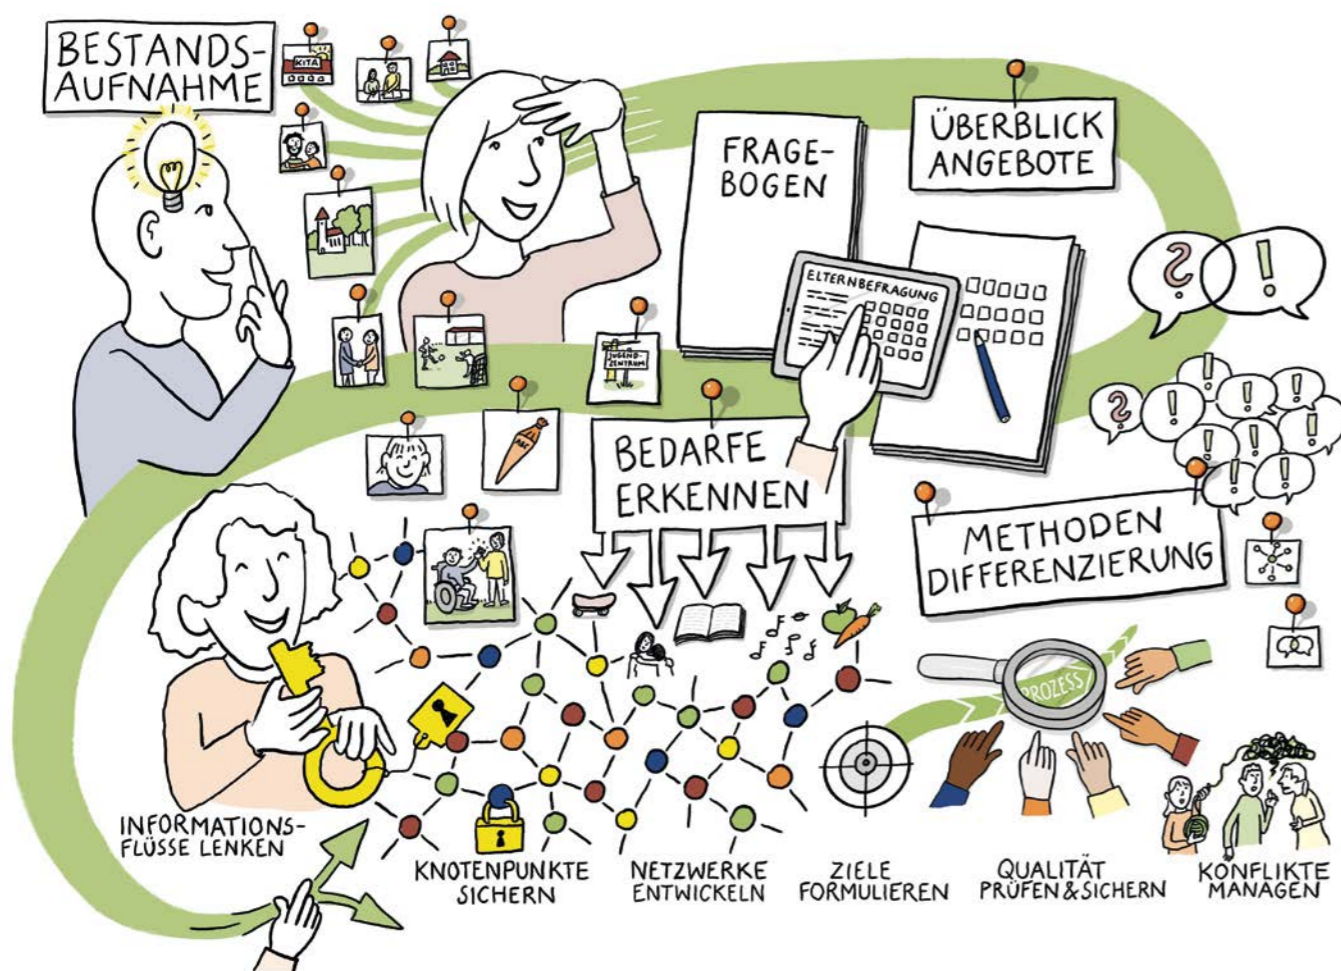 BESTANDS-
AUFNAHME
KITA
FRAGE-
BOGEN
ÜBERBLICK
ANGEBOTE
ELTERNBEFRAGUNG
JUGEND-
ZENTRUM
ABC
BEDARFE
ERKENNEN
METHODEN
DIFFERENZIERUNG
PROZESS
INFORMATIONS-
FLÜSSE LENKEN
KNOTENPUNKTE
SICHERN
NETZWERKE
ENTWICKELN
ZIELE
FORMULIEREN
QUALITÄT
PRÜFEN & SICHERN
KONFLIKTE
MANAGEN